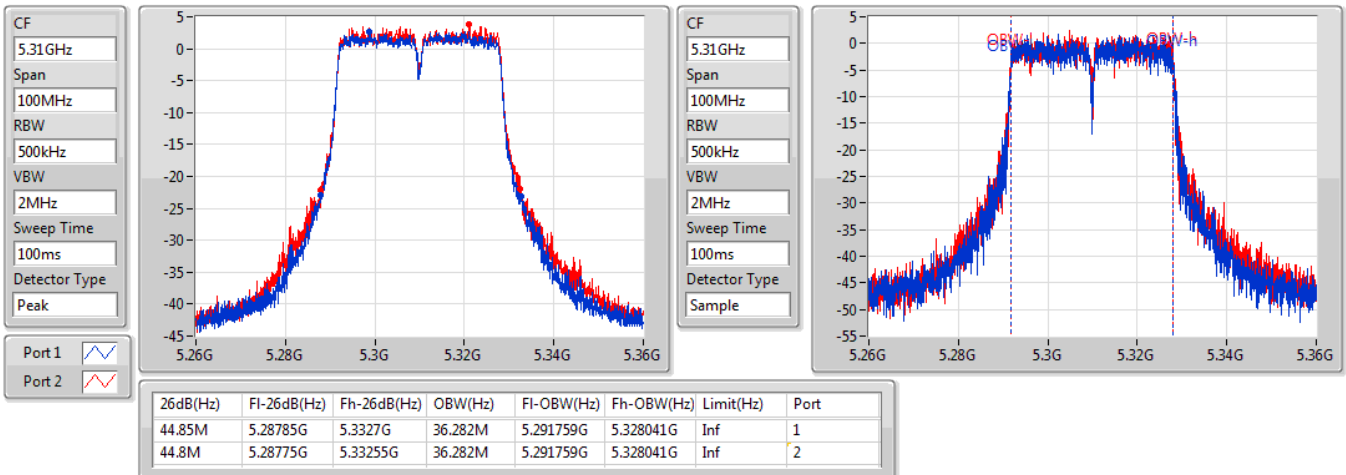 CF
5.31GHz
Span
100MHz
RBW
500kHz
VBW
2MHz
Sweep Time
100ms
Detector Type
Peak
Port 1
Port 2
5
0
-5
-10
-15
-20
-25
-30
-35
-40
-45
5.26G 5.28G 5.3G 5.32G 5.34G 5.36G
CF
5.31GHz
Span
100MHz
RBW
500kHz
VBW
2MHz
Sweep Time
100ms
Detector Type
Sample
5
0
-5
-10
-15
-20
-25
-30
-35
-40
-45
-50
-55
OBW-h
5.26G 5.28G 5.3G 5.32G 5.34G 5.36G
26dB(Hz) Fl-26dB(Hz) Fh-26dB(Hz) OBW(Hz) Fl-OBW(Hz) Fh-OBW(Hz) Limit(Hz) Port
44.85M 5.28785G 5.3327G 36.282M 5.291759G 5.328041G Inf 1
44.8M 5.28775G 5.33255G 36.282M 5.291759G 5.328041G Inf 2